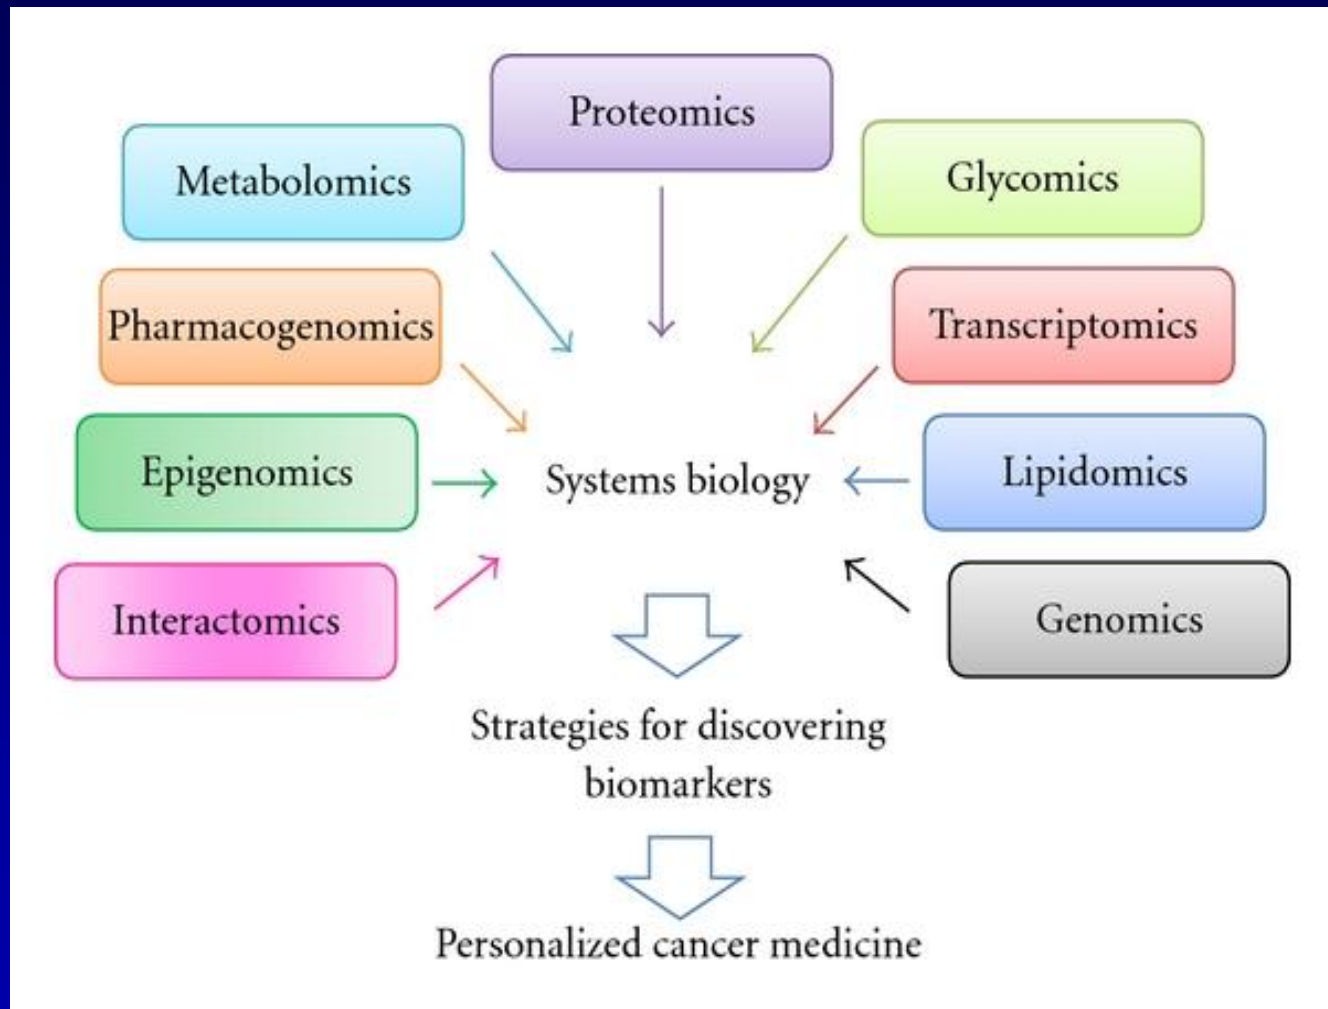 Proteomics
Metabolomics
Glycomics
Pharmacogenomics
Transcriptomics
Epigenomics
Systems biology
Lipidomics
Interactomics
Genomics
Strategies for discovering
biomarkers
Personalized cancer medicine